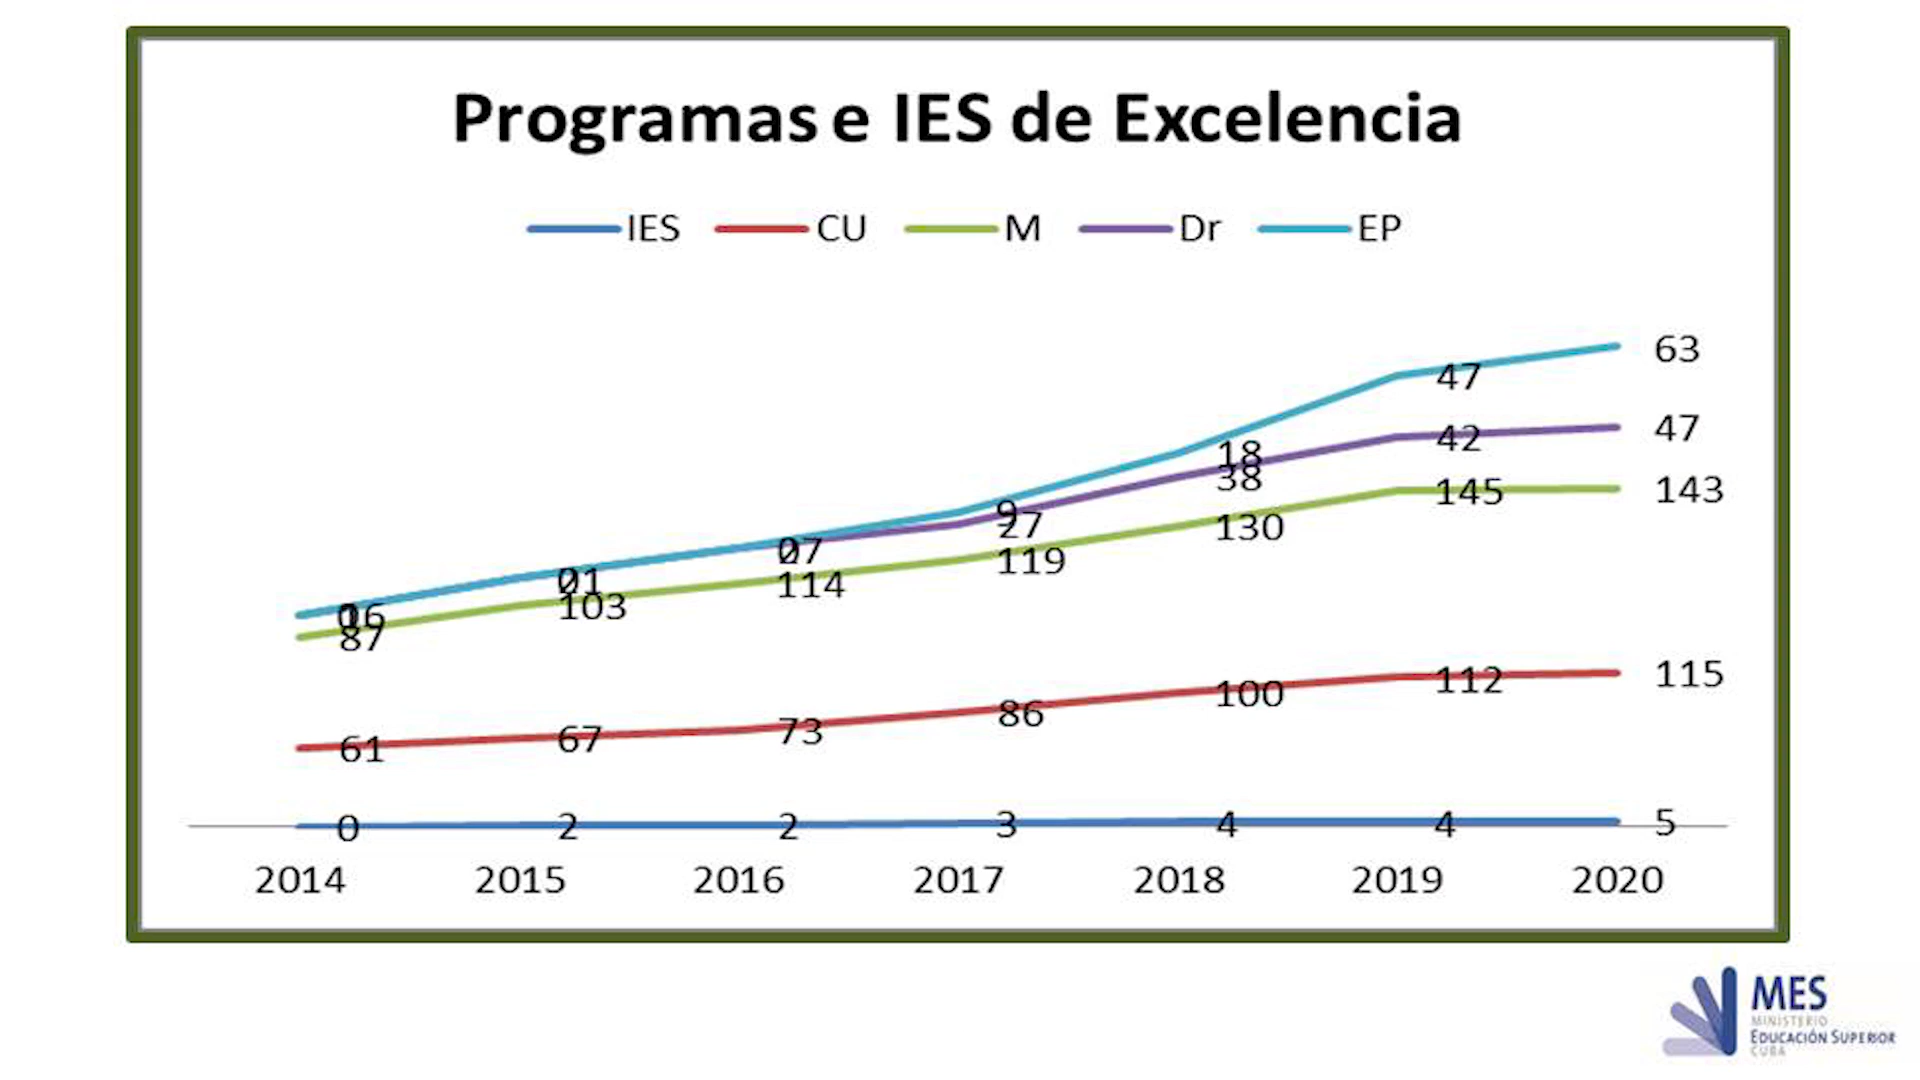 Programas e IES de Excelencia
IES CU M Dr EP
63
47
47
42
18
38
145
143
9
27
130
119
114
103
87
115
112
100
86
73
67
61
0 2 2 3 4 4 5
2014 2015 2016 2017 2018 2019 2020
MES
MINISTERIO
EDUCACIÓN SUPERIOR
CUBA